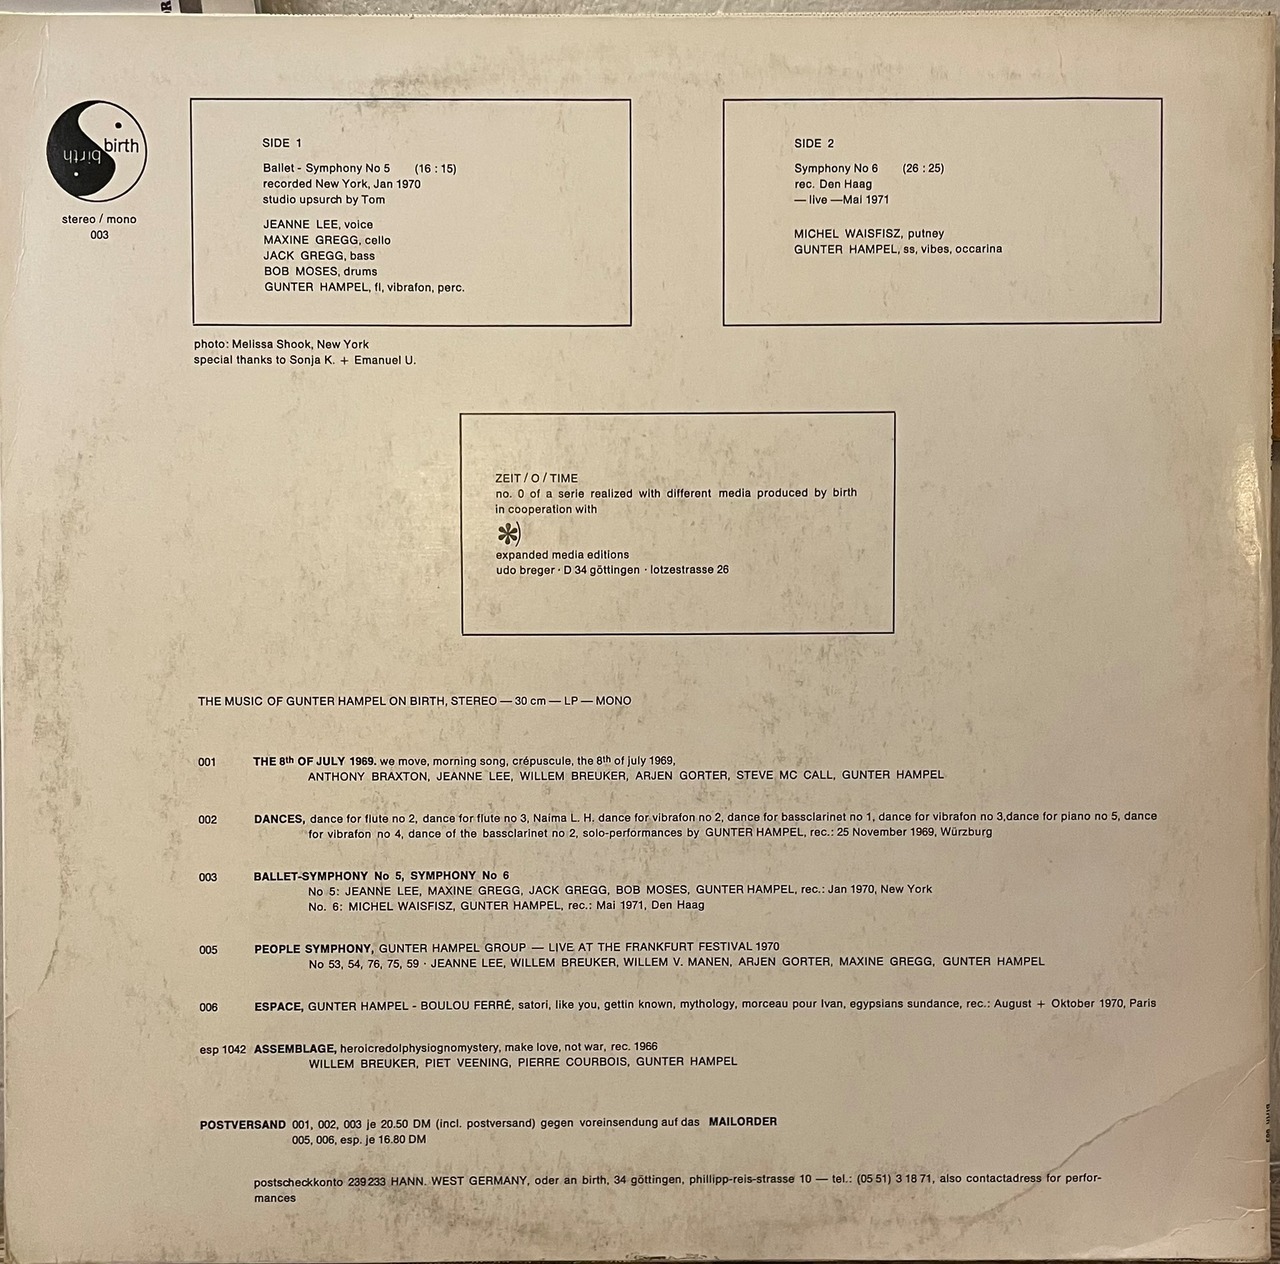 birth
birth
stereo / mono
003
SIDE 1
Ballet - Symphony No 5 (16 : 15)
recorded New York, Jan 1970
studio upsurch by Tom
JEANNE LEE, voice
MAXINE GREGG, cello
JACK GREGG, bass
BOB MOSES, drums
GUNTER HAMPEL, fl, vibrafon, perc.
SIDE 2
Symphony No 6 (26 : 25)
rec. Den Haag
— live — Mai 1971
MICHEL WAISFISZ, putney
GUNTER HAMPEL, ss, vibes, occarina
photo: Melissa Shook, New York
special thanks to Sonja K. + Emanuel U.
ZEIT / O / TIME
no. 0 of a serie realized with different media produced by birth
in cooperation with
*)
expanded media editions
udo breger · D 34 göttingen · lotzestrasse 26
THE MUSIC OF GUNTER HAMPEL ON BIRTH, STEREO — 30 cm — LP — MONO
001 THE 8th OF JULY 1969. we move, morning song, crépuscule, the 8th of july 1969,
ANTHONY BRAXTON, JEANNE LEE, WILLEM BREUKER, ARJEN GORTER, STEVE MC CALL, GUNTER HAMPEL
002 DANCES, dance for flute no 2, dance for flute no 3, Naima L. H. dance for vibrafon no 2, dance for bassclarinet no 1, dance for vibrafon no 3,dance for piano no 5, dance
for vibrafon no 4, dance of the bassclarinet no 2, solo-performances by GUNTER HAMPEL, rec.: 25 November 1969, Würzburg
003 BALLET-SYMPHONY No 5, SYMPHONY No 6
No 5: JEANNE LEE, MAXINE GREGG, JACK GREGG, BOB MOSES, GUNTER HAMPEL, rec.: Jan 1970, New York
No. 6: MICHEL WAISFISZ, GUNTER HAMPEL, rec.: Mai 1971, Den Haag
005 PEOPLE SYMPHONY, GUNTER HAMPEL GROUP — LIVE AT THE FRANKFURT FESTIVAL 1970
No 53, 54, 76, 75, 59 · JEANNE LEE, WILLEM BREUKER, WILLEM V. MANEN, ARJEN GORTER, MAXINE GREGG, GUNTER HAMPEL
006 ESPACE, GUNTER HAMPEL - BOULOU FERRÉ, satori, like you, gettin known, mythology, morceau pour Ivan, egypsians sundance, rec.: August + Oktober 1970, Paris
esp 1042 ASSEMBLAGE, heroicredolphysiognomystery, make love, not war, rec. 1966
WILLEM BREUKER, PIET VEENING, PIERRE COURBOIS, GUNTER HAMPEL
POSTVERSAND 001, 002, 003 je 20.50 DM (incl. postversand) gegen voreinsendung auf das MAILORDER
005, 006, esp. je 16.80 DM
postscheckkonto 239233 HANN. WEST GERMANY, oder an birth, 34 göttingen, phillipp-reis-strasse 10 — tel.: (05 51) 3 18 71, also contactadress for perfor-
mances